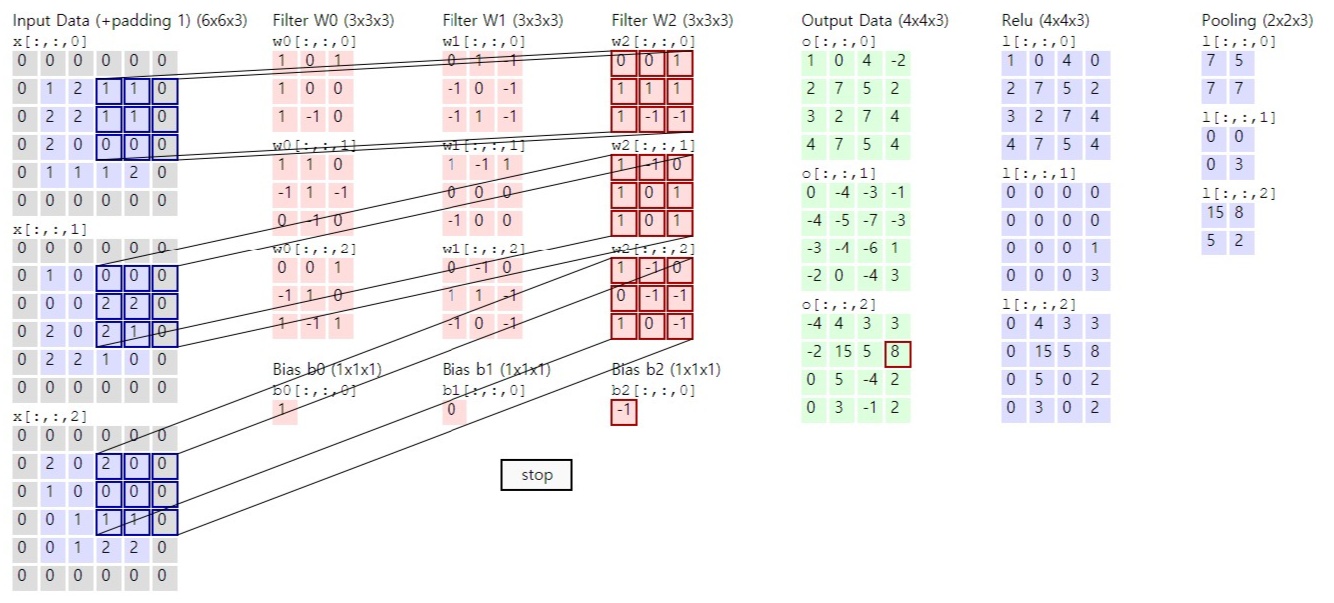 Input Data (+padding 1) (6x6x3)
x[:,:,0]
0 0 0 0 0 0
0 1 2 1 1 0
0 2 2 1 1 0
0 2 0 0 0 0
0 1 1 1 2 0
0 0 0 0 0 0
x[:,:,1]
0 0 0 0 0 0
0 1 0 0 0 0
0 0 0 2 2 0
0 2 0 2 1 0
0 2 2 1 0 0
0 0 0 0 0 0
x[:,:,2]
0 0 0 0 0 0
0 2 0 2 0 0
0 1 0 0 0 0
0 0 1 1 1 0
0 0 1 2 2 0
0 0 0 0 0 0
Filter W0 (3x3x3)
w0[:,:,0]
1 0 1
1 0 0
1 -1 0
w0[:,:,1]
1 1 0
-1 1 -1
0 -1 0
w0[:,:,2]
0 0 1
-1 1 0
1 -1 1
Bias b0 (1x1x1)
b0[:,:,0]
1
Filter W1 (3x3x3)
w1[:,:,0]
0 1 -1
-1 0 -1
-1 1 -1
w1[:,:,1]
1 -1 1
0 0 0
-1 0 0
w1[:,:,2]
0 -1 0
1 1 -1
-1 0 -1
Bias b1 (1x1x1)
b1[:,:,0]
0
Filter W2 (3x3x3)
w2[:,:,0]
0 0 1
1 1 1
1 -1 -1
w2[:,:,1]
1 -1 0
1 0 1
1 0 1
w2[:,:,2]
1 -1 0
0 -1 -1
1 0 -1
Bias b2 (1x1x1)
b2[:,:,0]
-1
stop
Output Data (4x4x3)
o[:,:,0]
1 0 4 -2
2 7 5 2
3 2 7 4
4 7 5 4
o[:,:,1]
0 -4 -3 -1
-4 -5 -7 -3
-3 -4 -6 1
-2 0 -4 3
o[:,:,2]
-4 4 3 3
-2 15 5 8
0 5 -4 2
0 3 -1 2
Relu (4x4x3)
l[:,:,0]
1 0 4 0
2 7 5 2
3 2 7 4
4 7 5 4
l[:,:,1]
0 0 0 0
0 0 0 0
0 0 0 1
0 0 0 3
l[:,:,2]
0 4 3 3
0 15 5 8
0 5 0 2
0 3 0 2
Pooling (2x2x3)
l[:,:,0]
7 5
7 7
l[:,:,1]
0 0
0 3
l[:,:,2]
15 8
5 2